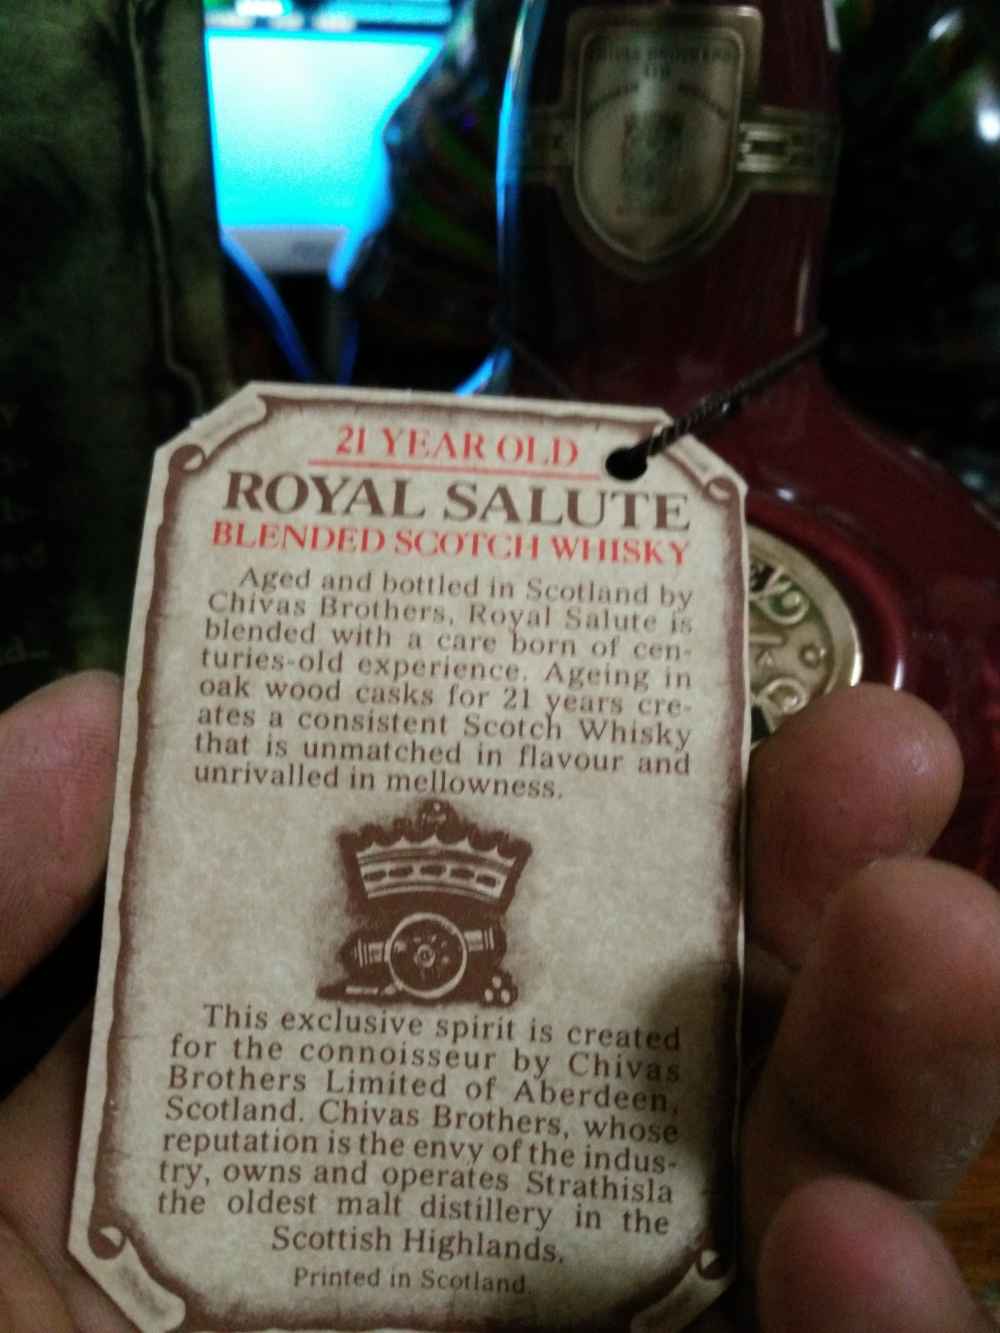 21 YEAR OLD
ROYAL SALUTE
BLENDED SCOTCH WHISKY
Aged and bottled in Scotland by
Chivas Brothers, Royal Salute is
blended with a care born of cen-
turies-old experience. Ageing in
oak wood casks for 21 years cre-
ates a consistent Scotch Whisky
that is unmatched in flavour and
unrivalled in mellowness.
This exclusive spirit is created
for the connoisseur by Chivas
Brothers Limited of Aberdeen,
Scotland. Chivas Brothers, whose
reputation is the envy of the indus-
try, owns and operates Strathisla
the oldest malt distillery in the
Scottish Highlands.
Printed in Scotland.